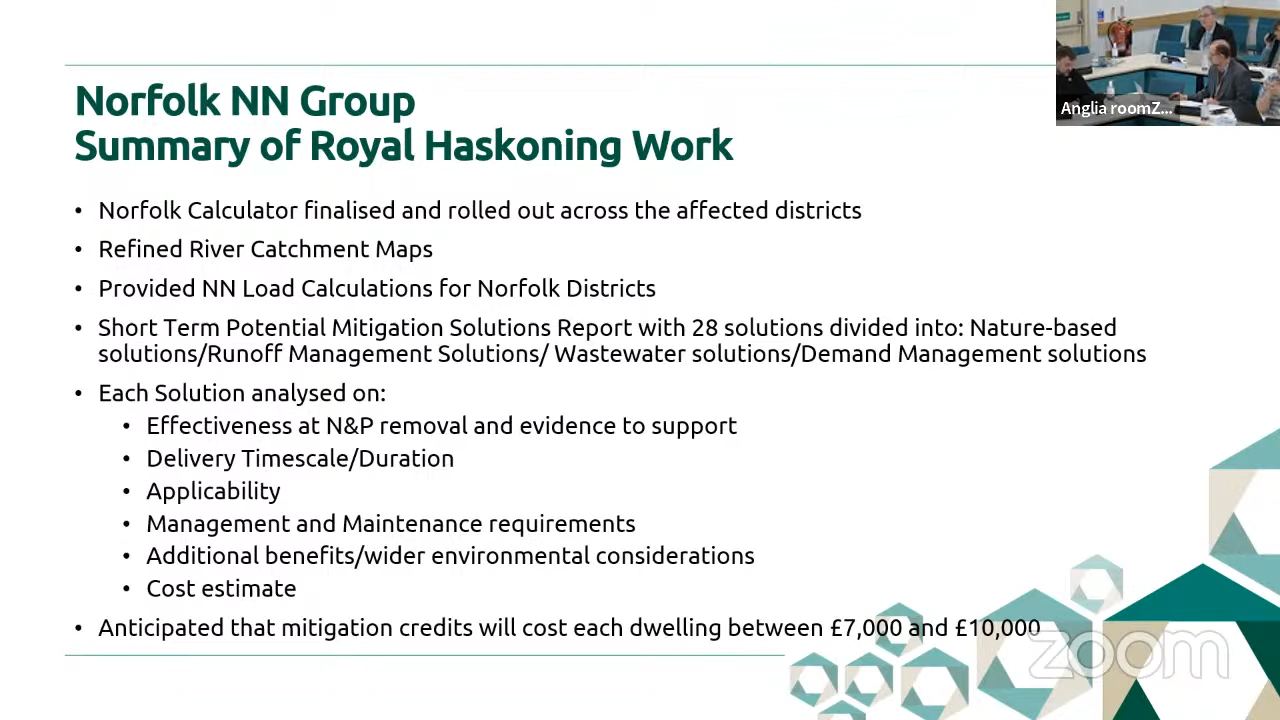 Norfolk NN Group
Summary of Royal Haskoning Work
• Norfolk Calculator finalised and rolled out across the affected districts
• Refined River Catchment Maps
• Provided NN Load Calculations for Norfolk Districts
• Short Term Potential Mitigation Solutions Report with 28 solutions divided into: Nature-based
solutions/Runoff Management Solutions/ Wastewater solutions/Demand Management solutions
• Each Solution analysed on:
• Effectiveness at N&P removal and evidence to support
• Delivery Timescale/Duration
• Applicability
• Management and Maintenance requirements
• Additional benefits/wider environmental considerations
• Cost estimate
• Anticipated that mitigation credits will cost each dwelling between £7,000 and £10,000
Anglia roomZ...
zoom